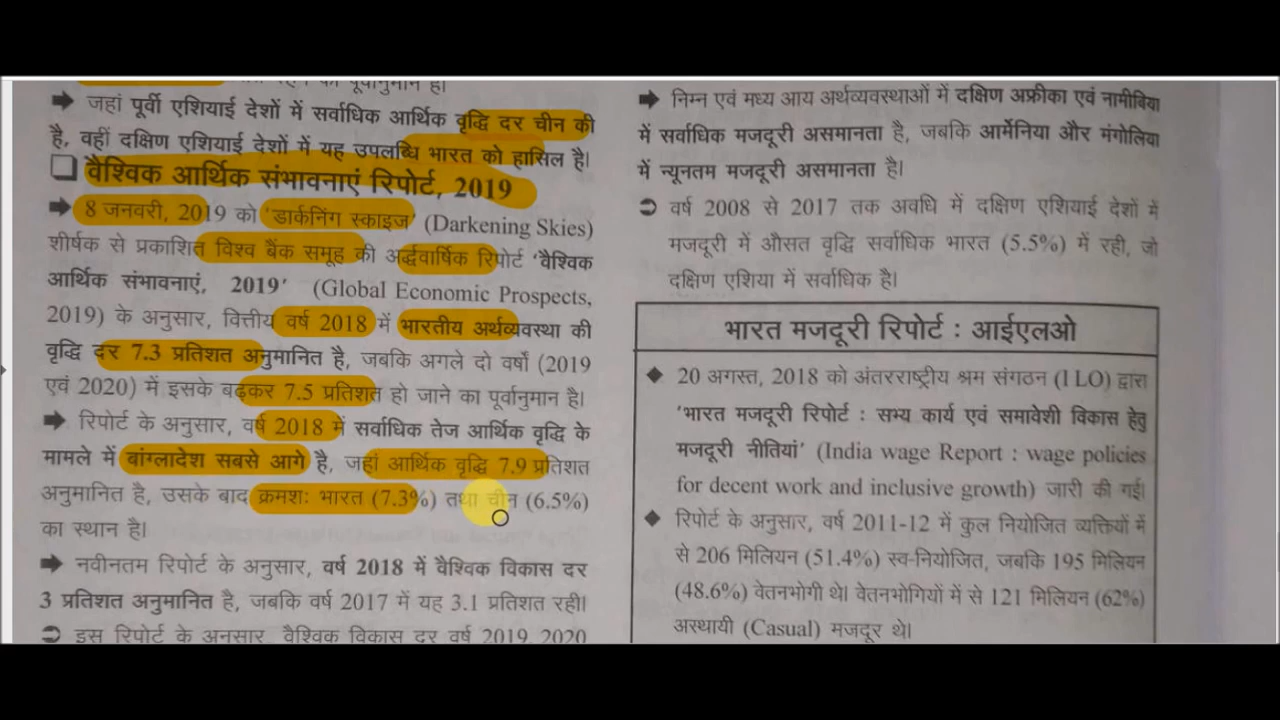 का पूर्वानुमान है।
➡ जहां पूर्वी एशियाई देशों में सर्वाधिक आर्थिक वृद्धि दर चीन की
है, वहीं दक्षिण एशियाई देशों में यह उपलब्धि भारत को हासिल है।
❑ वैश्विक आर्थिक संभावनाएं रिपोर्ट, 2019
➡ 8 जनवरी, 2019 को 'डार्कनिंग स्काइज' (Darkening Skies)
शीर्षक से प्रकाशित विश्व बैंक समूह की अर्द्धवार्षिक रिपोर्ट 'वैश्विक
आर्थिक संभावनाएं, 2019' (Global Economic Prospects,
2019) के अनुसार, वित्तीय वर्ष 2018 में भारतीय अर्थव्यवस्था की
वृद्धि दर 7.3 प्रतिशत अनुमानित है, जबकि अगले दो वर्षों (2019
एवं 2020) में इसके बढ़कर 7.5 प्रतिशत हो जाने का पूर्वानुमान है।
➡ रिपोर्ट के अनुसार, वर्ष 2018 में सर्वाधिक तेज आर्थिक वृद्धि के
मामले में बांग्लादेश सबसे आगे है, जहां आर्थिक वृद्धि 7.9 प्रतिशत
अनुमानित है, उसके बाद क्रमशः भारत (7.3%) तथा चीन (6.5%)
का स्थान है।
➡ नवीनतम रिपोर्ट के अनुसार, वर्ष 2018 में वैश्विक विकास दर
3 प्रतिशत अनुमानित है, जबकि वर्ष 2017 में यह 3.1 प्रतिशत रही।
➲ इस रिपोर्ट के अनुसार, वैश्विक विकास दर वर्ष 2019, 2020
➡ निम्न एवं मध्य आय अर्थव्यवस्थाओं में दक्षिण अफ्रीका एवं नामीबिया
में सर्वाधिक मजदूरी असमानता है, जबकि आर्मेनिया और मंगोलिया
में न्यूनतम मजदूरी असमानता है।
➲ वर्ष 2008 से 2017 तक अवधि में दक्षिण एशियाई देशों में
मजदूरी में औसत वृद्धि सर्वाधिक भारत (5.5%) में रही, जो
दक्षिण एशिया में सर्वाधिक है।
भारत मजदूरी रिपोर्ट : आईएलओ
◆ 20 अगस्त, 2018 को अंतरराष्ट्रीय श्रम संगठन (ILO) द्वारा
'भारत मजदूरी रिपोर्ट : सभ्य कार्य एवं समावेशी विकास हेतु
मजदूरी नीतियां' (India wage Report : wage policies
for decent work and inclusive growth) जारी की गई।
◆ रिपोर्ट के अनुसार, वर्ष 2011-12 में कुल नियोजित व्यक्तियों में
से 206 मिलियन (51.4%) स्व-नियोजित, जबकि 195 मिलियन
(48.6%) वेतनभोगी थे। वेतनभोगियों में से 121 मिलियन (62%)
अस्थायी (Casual) मजदूर थे।